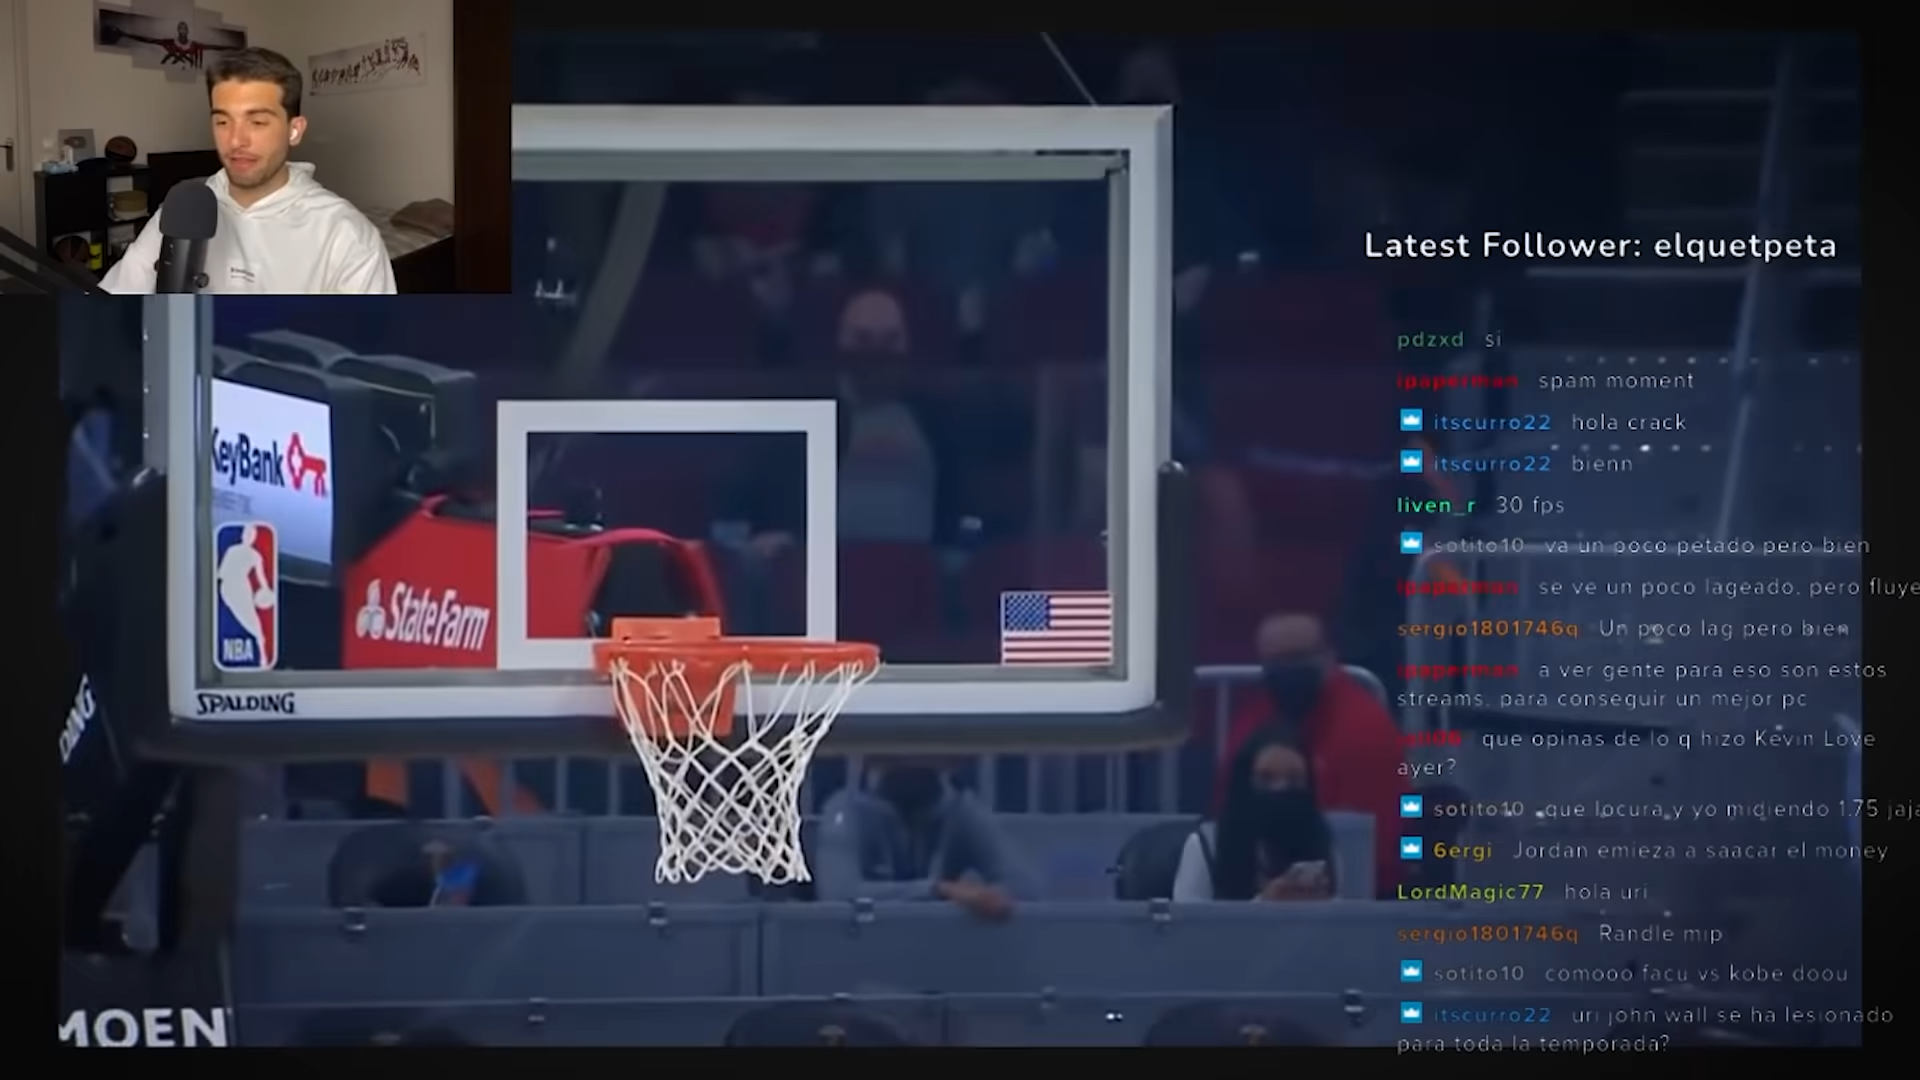 Latest Follower: elquetpeta
pdzxd si
ipaperman spam moment
itscurro22 hola crack
itscurro22 bienn
liven_r 30 fps
sotito10 va un poco petado pero bien
ipaperman se ve un poco lageado, pero fluye
sergio1801746q Un poco lag pero bien
ipaperman a ver gente para eso son estos
streams, para conseguir un mejor pc
que opinas de lo q hizo Kevin Love
ayer?
sotito10 que locura y yo midiendo 1.75 jaja
6ergi Jordan emieza a saacar el money
LordMagic77 hola uri
sergio1801746q Randle mip
sotito10 comooo facu vs kobe doou
itscurro22 uri john wall se ha lesionado
para toda la temporada?
KeyBank
StateFarm
NBA
SPALDING
DING
MOEN